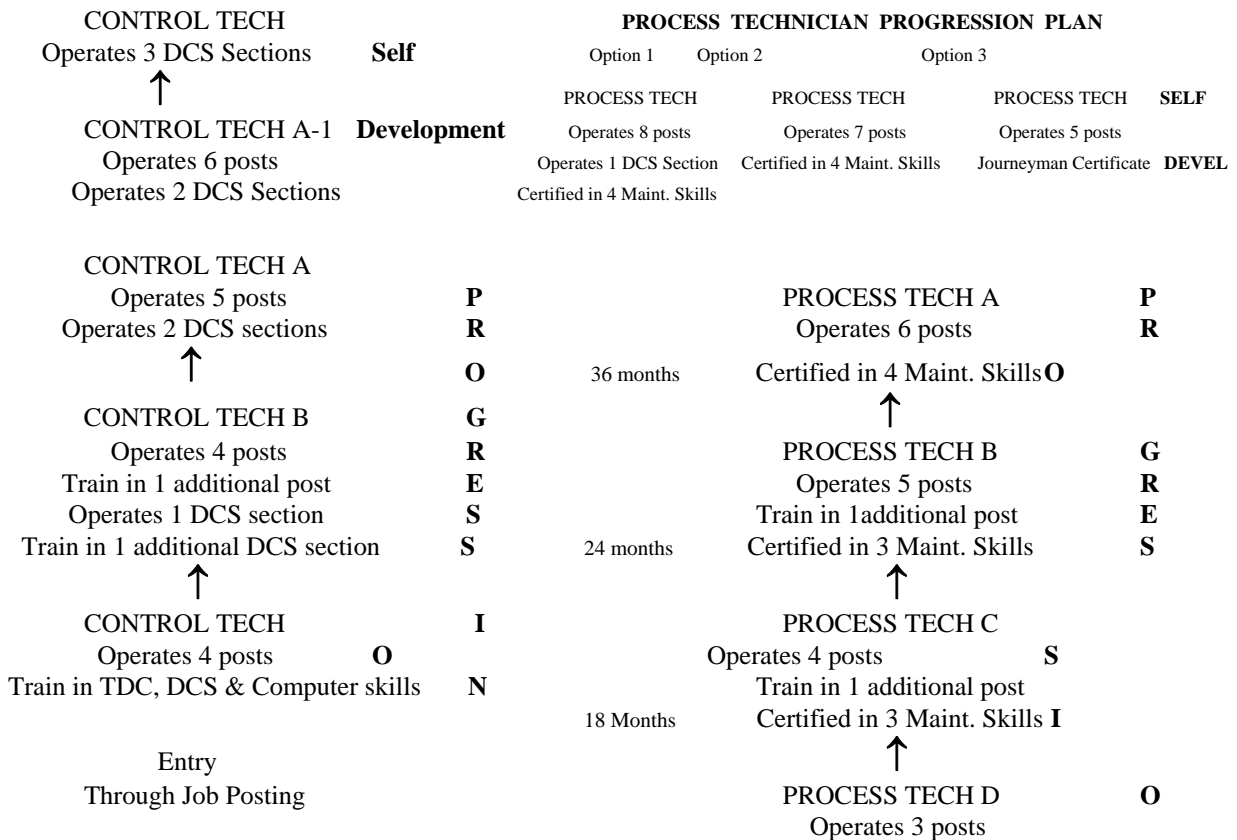 CONTROL TECH
Operates 3 DCS Sections Self
CONTROL TECH A-1 Development
Operates 6 posts
Operates 2 DCS Sections
CONTROL TECH A
Operates 5 posts P
Operates 2 DCS sections R
O
CONTROL TECH B G
Operates 4 posts R
Train in 1 additional post E
Operates 1 DCS section S
Train in 1 additional DCS section S
CONTROL TECH I
Operates 4 posts O
Train in TDC, DCS & Computer skills N
Entry
Through Job Posting
PROCESS TECHNICIAN PROGRESSION PLAN
Option 1 Option 2 Option 3
PROCESS TECH PROCESS TECH PROCESS TECH SELF
Operates 8 posts Operates 7 posts Operates 5 posts
Operates 1 DCS Section Certified in 4 Maint. Skills Journeyman Certificate DEVEL
Certified in 4 Maint. Skills
PROCESS TECH A P
Operates 6 posts R
36 months Certified in 4 Maint. Skills O
PROCESS TECH B G
Operates 5 posts R
Train in 1additional post E
24 months Certified in 3 Maint. Skills S
PROCESS TECH C
Operates 4 posts S
Train in 1 additional post
18 Months Certified in 3 Maint. Skills I
PROCESS TECH D O
Operates 3 posts